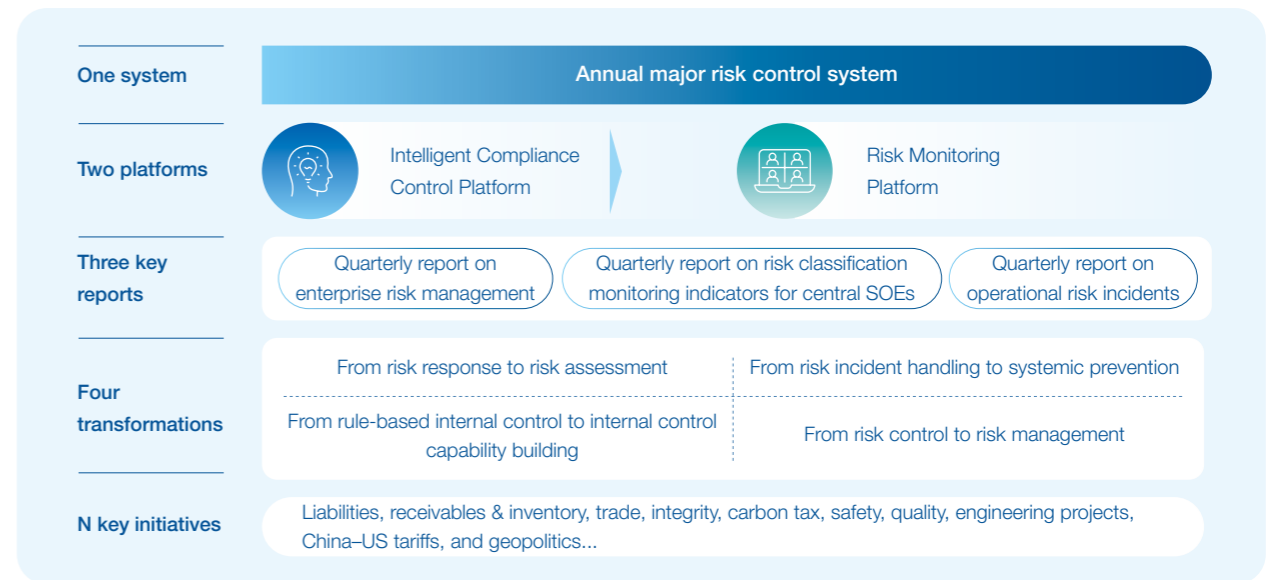 One system
Annual major risk control system
Two platforms
Intelligent Compliance
Control Platform
Risk Monitoring
Platform
Three key
reports
Quarterly report on
enterprise risk management
Quarterly report on risk classification
monitoring indicators for central SOEs
Quarterly report on
operational risk incidents
Four
transformations
From risk response to risk assessment
From risk incident handling to systemic prevention
From rule-based internal control to internal control
capability building
From risk control to risk management
N key initiatives
Liabilities, receivables & inventory, trade, integrity, carbon tax, safety, quality, engineering projects,
China–US tariffs, and geopolitics...